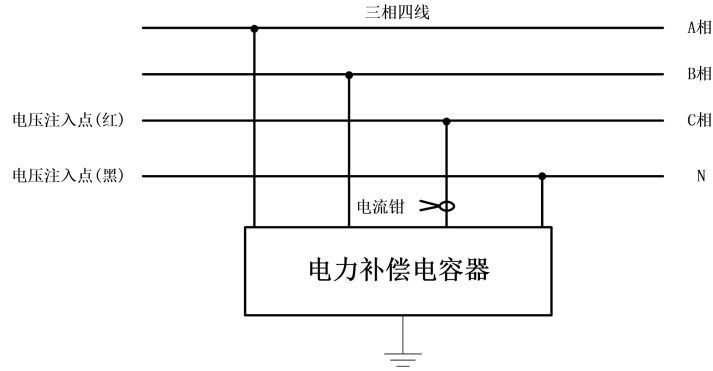 三相四线
A相
B相
电压注入点(红)
C相
电压注入点(黑)
N
电流钳
电力补偿电容器